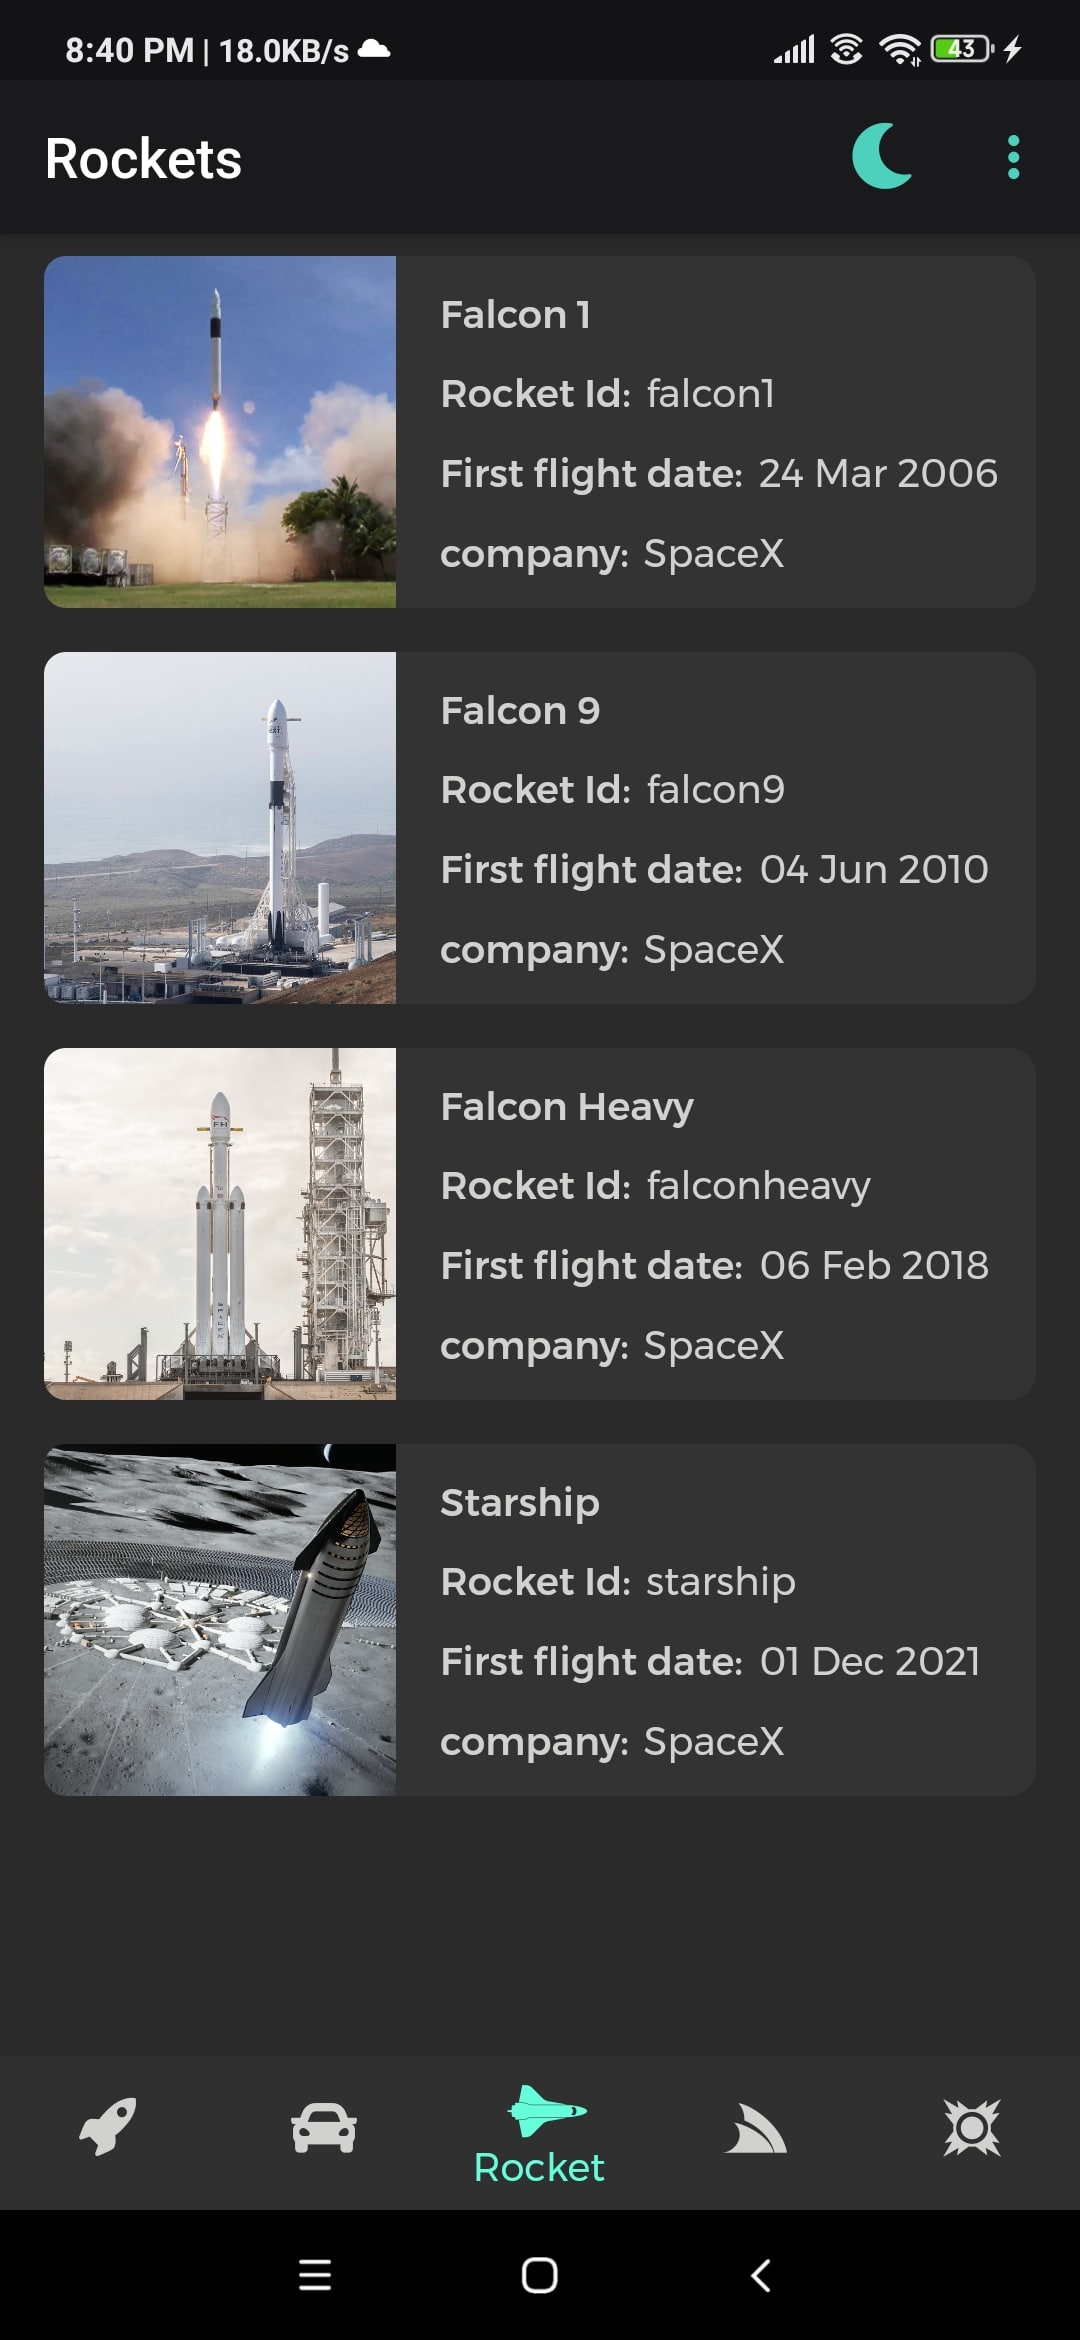 8:40 PM | 18.0KB/s
43
Rockets
Falcon 1
Rocket Id: falcon1
First flight date: 24 Mar 2006
company: SpaceX
Falcon 9
Rocket Id: falcon9
First flight date: 04 Jun 2010
company: SpaceX
FH
Falcon Heavy
Rocket Id: falconheavy
First flight date: 06 Feb 2018
company: SpaceX
Starship
Rocket Id: starship
First flight date: 01 Dec 2021
company: SpaceX
Rocket